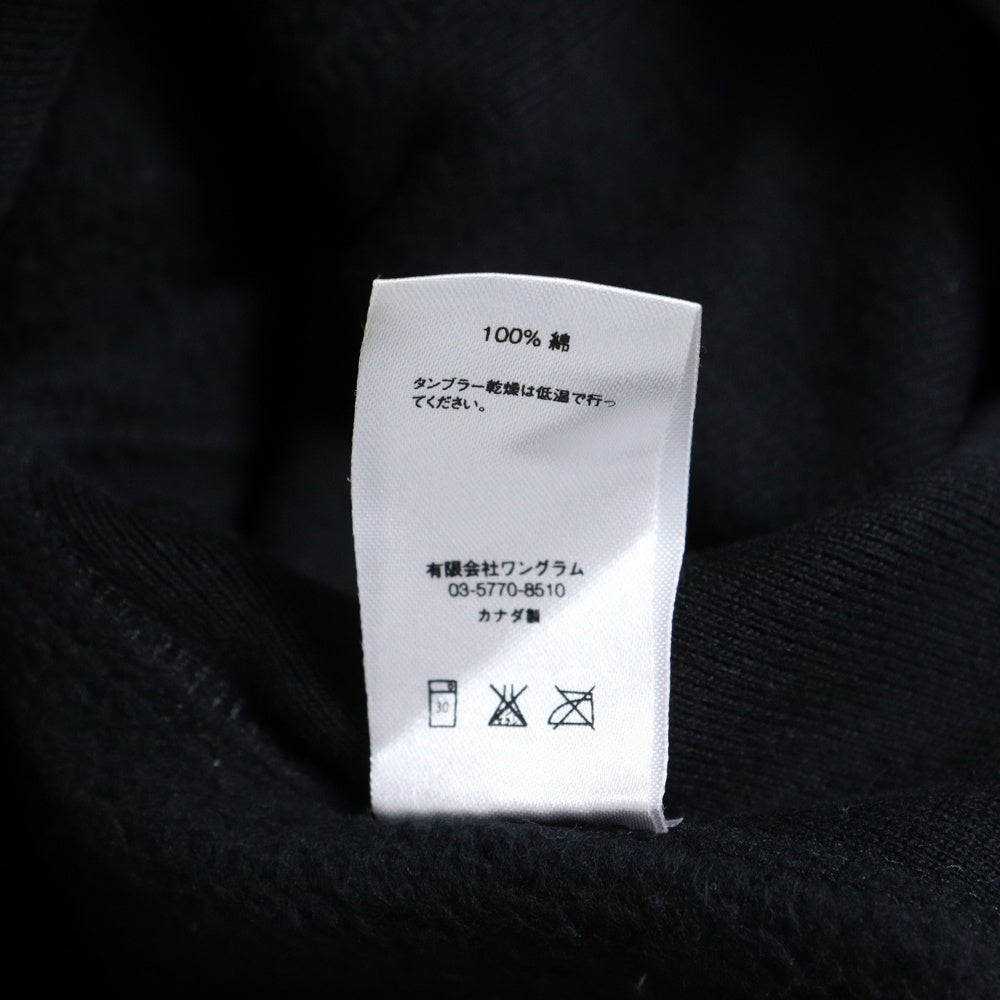 100% 綿
タンブラー乾燥は低温で行っ
てください。
有限会社ワングラム
03-5770-8510
カナダ製
30